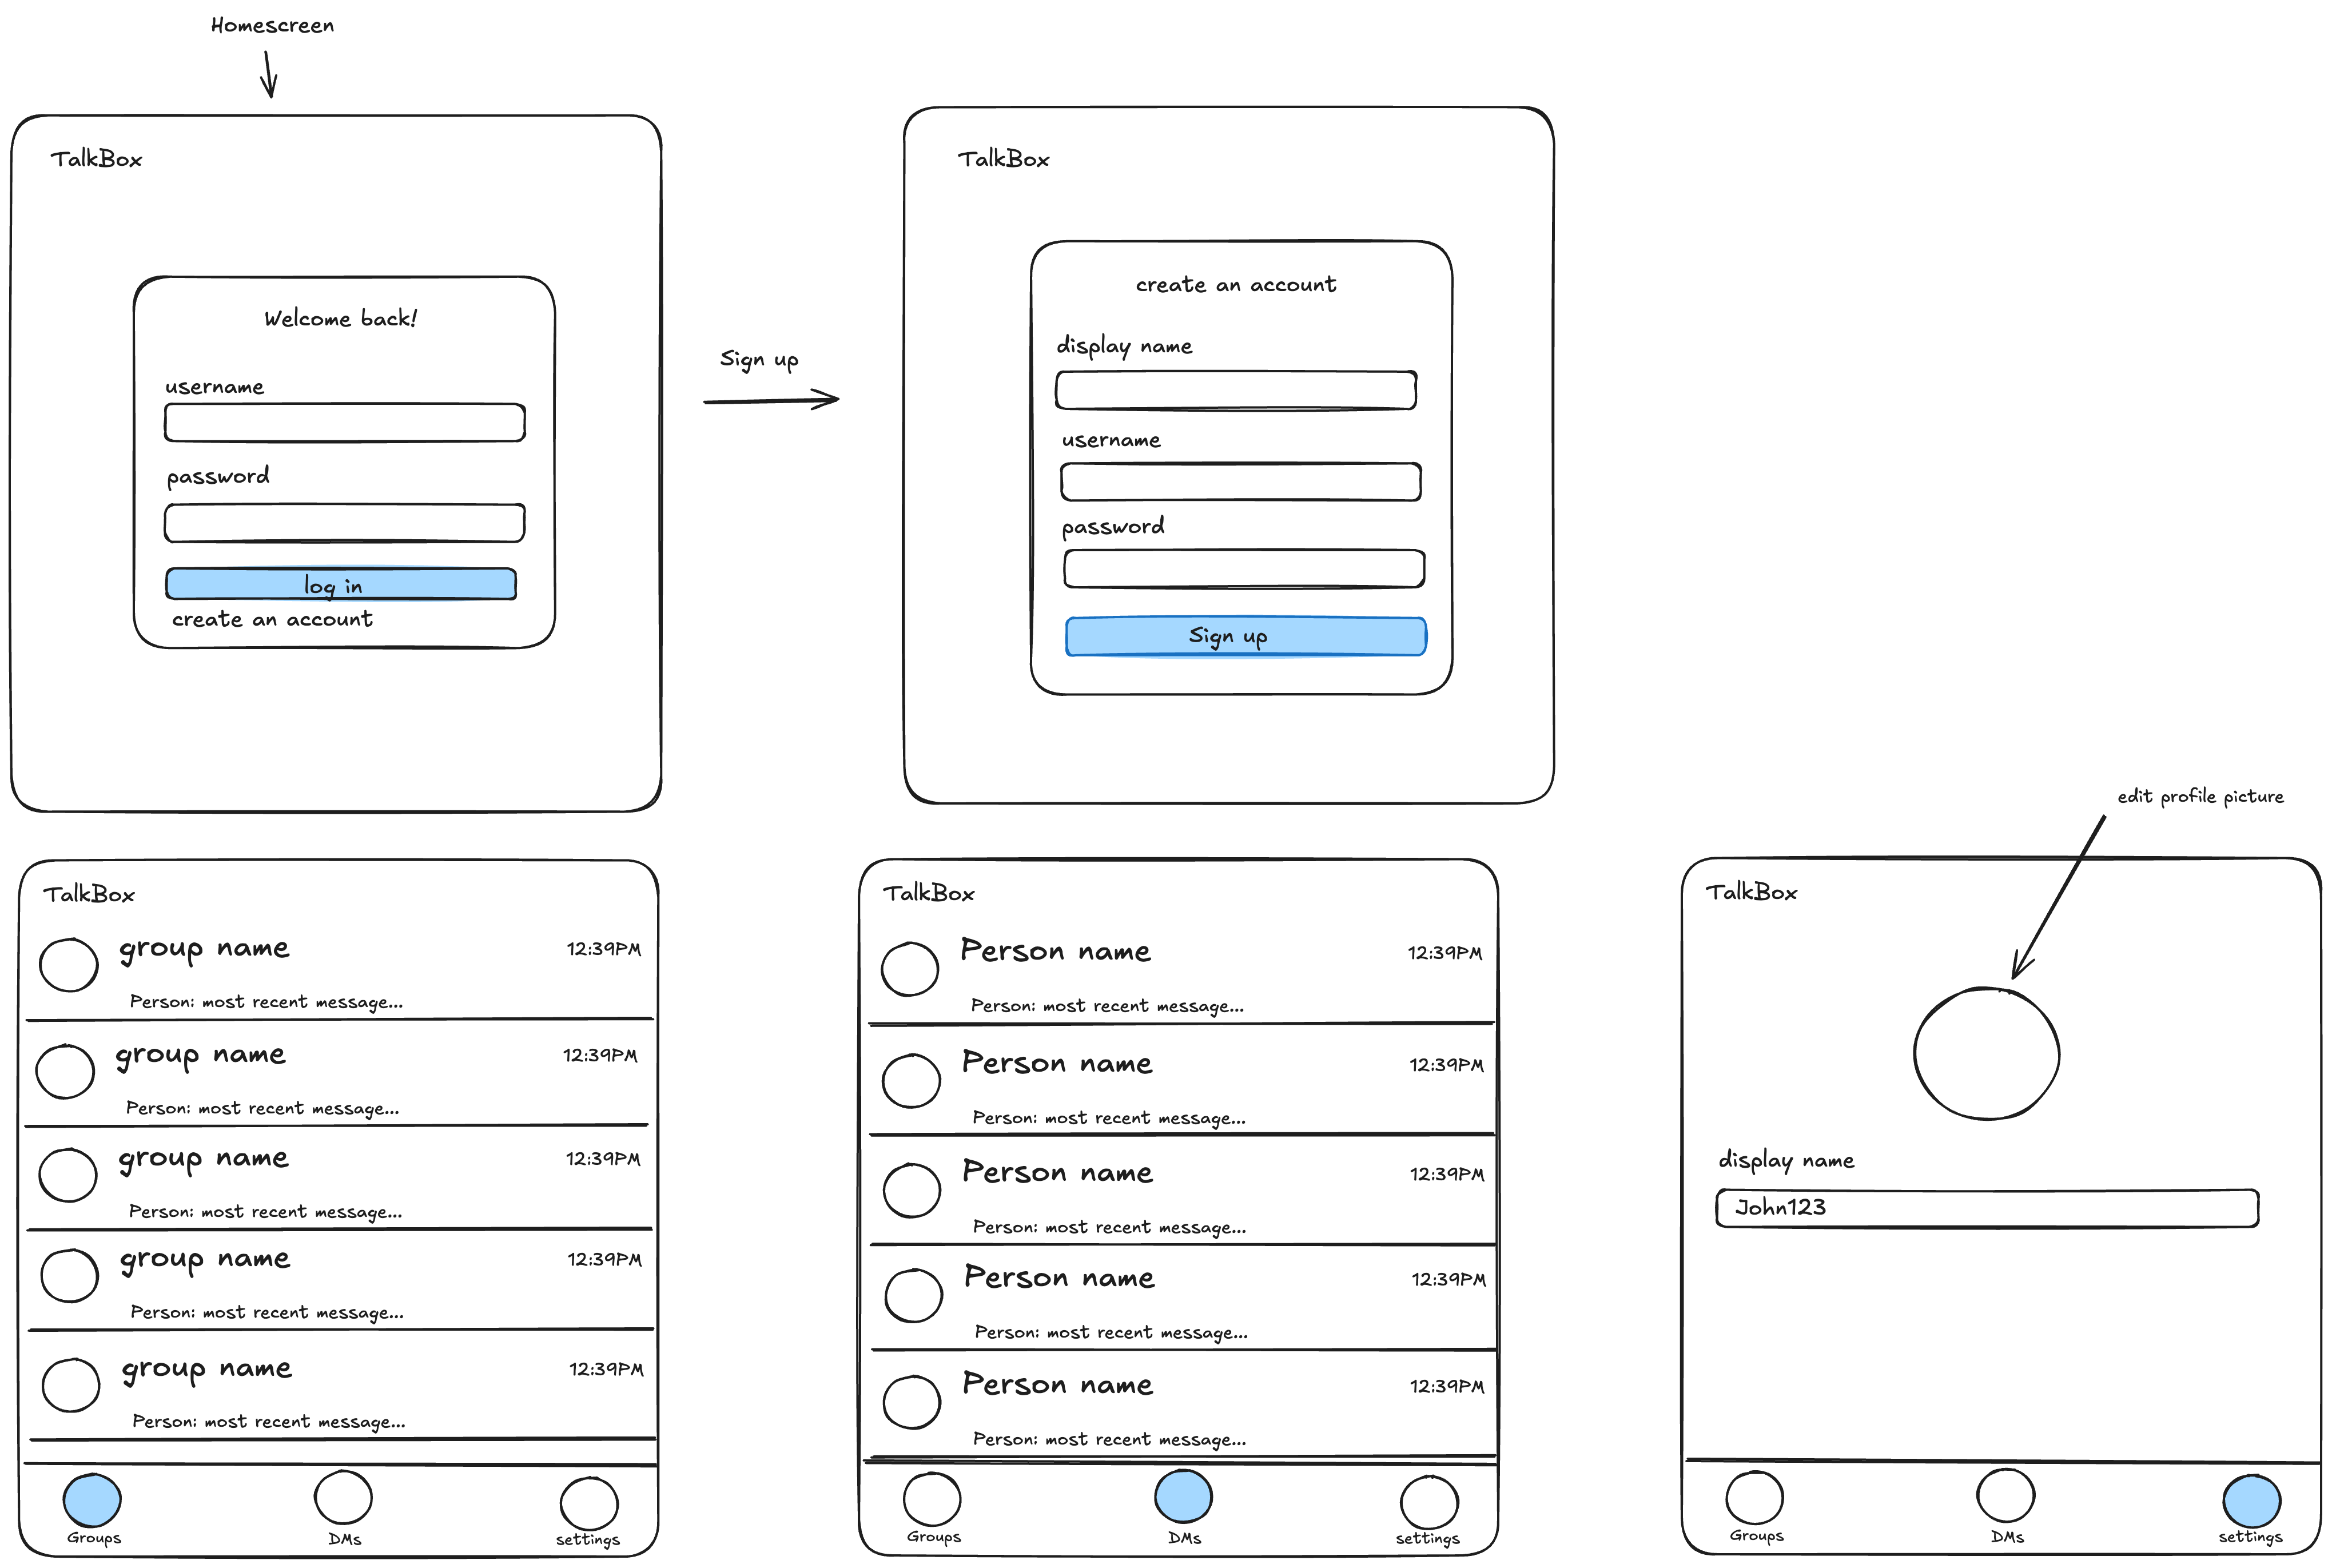 Homescreen
TalkBox
Welcome back!
username
password
log in
create an account
Sign up
TalkBox
create an account
display name
username
password
Sign up
TalkBox
group name
12:39PM
Person: most recent message...
group name
12:39PM
Person: most recent message...
group name
12:39PM
Person: most recent message...
group name
12:39PM
Person: most recent message...
group name
12:39PM
Person: most recent message...
Groups
DMs
settings
TalkBox
Person name
12:39PM
Person: most recent message...
Person name
12:39PM
Person: most recent message...
Person name
12:39PM
Person: most recent message...
Person name
12:39PM
Person: most recent message...
Person name
12:39PM
Person: most recent message...
Groups
DMs
settings
edit profile picture
TalkBox
display name
John123
Groups
DMs
settings